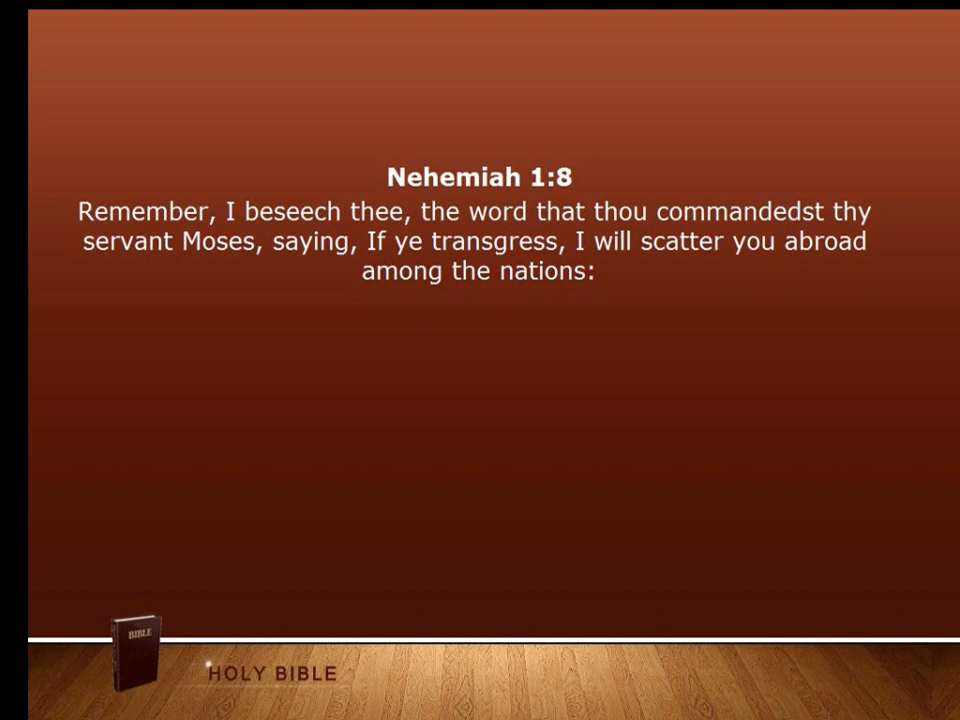 Nehemiah 1:8
Remember, I beseech thee, the word that thou commandedst thy
servant Moses, saying, If ye transgress, I will scatter you abroad
among the nations:
BIBLE
HOLY BIBLE